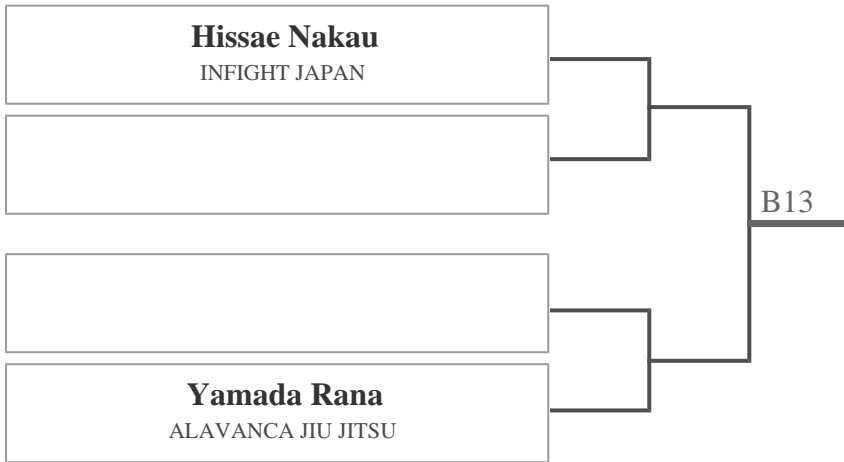 Hissae Nakau
INFIGHT JAPAN
B13
Yamada Rana
ALAVANCA JIU JITSU